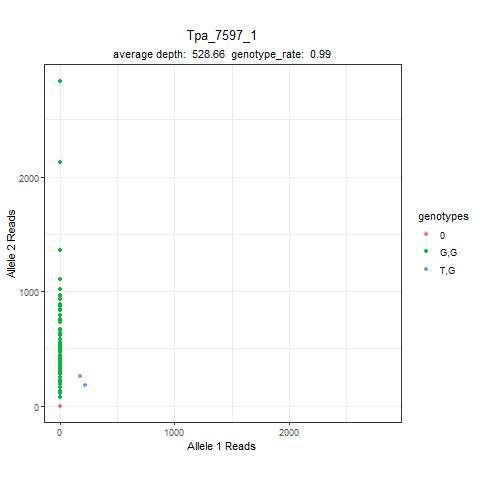 Tpa_7597_1
average depth:  528.66  genotype_rate:  0.99
Allele 2 Reads
2000
1000
0
0
1000
2000
Allele 1 Reads
genotypes
0
G,G
T,G